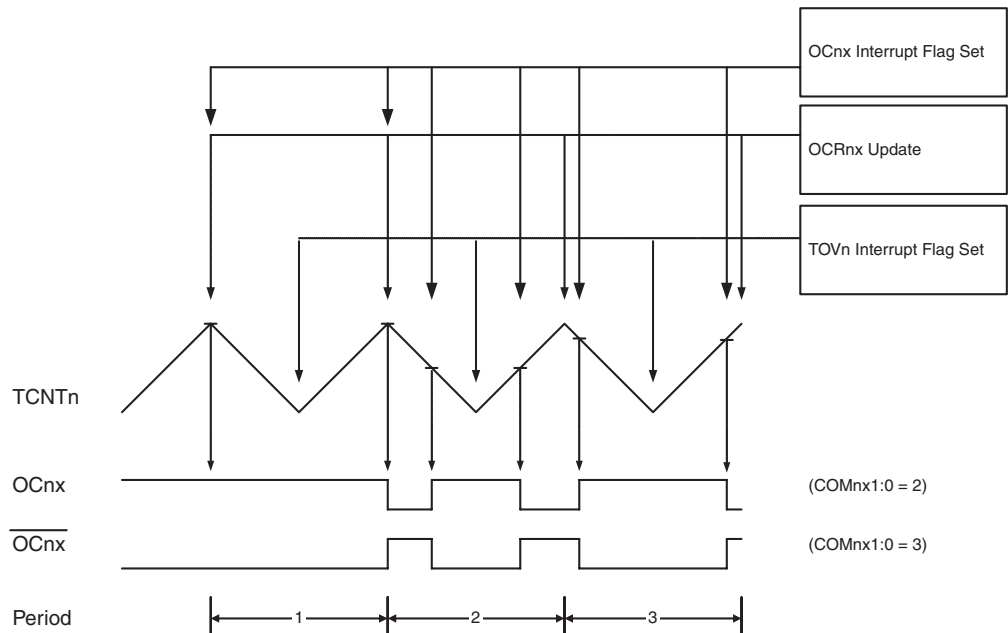 OCnx Interrupt Flag Set
OCRnx Update
TOVn Interrupt Flag Set
TCNTn
OCnx
(COMnx1:0 = 2)
OCnx
(COMnx1:0 = 3)
Period
1
2
3